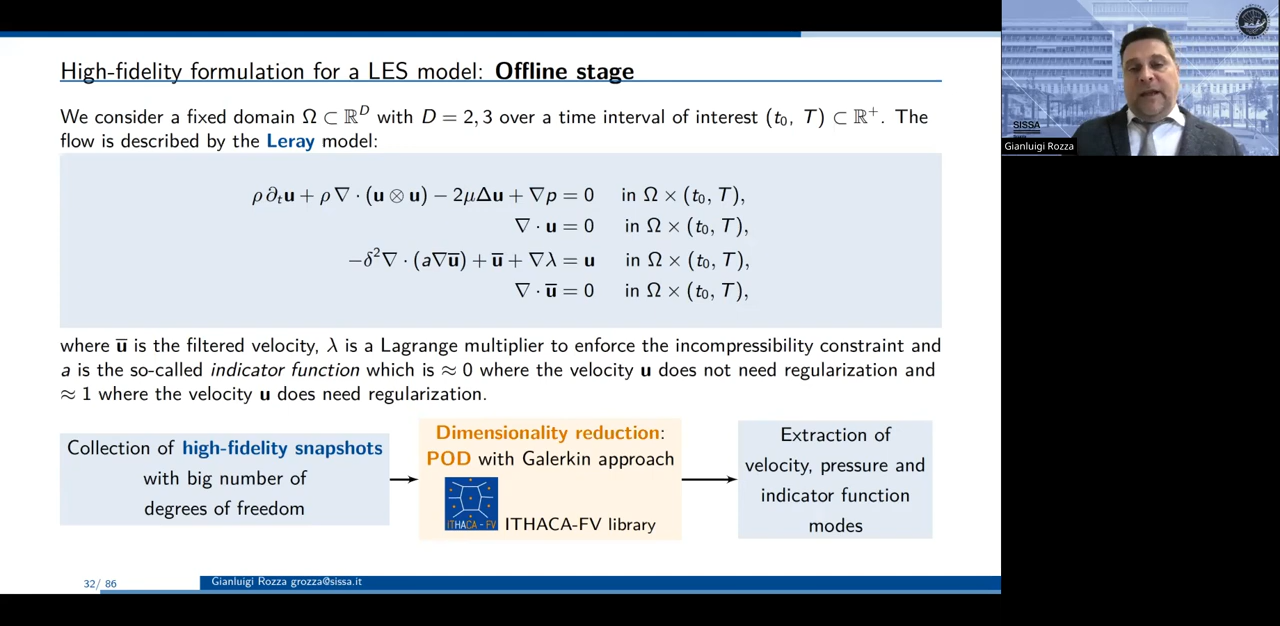 High-fidelity formulation for a LES model: Offline stage
We consider a fixed domain Ω ⊂ ℝᴰ with D = 2, 3 over a time interval of interest (t₀, T) ⊂ ℝ⁺. The
flow is described by the Leray model:
ρ ∂ₜu + ρ ∇ · (u ⊗ u) − 2μΔu + ∇p = 0 in Ω × (t₀, T),
∇ · u = 0 in Ω × (t₀, T),
−δ²∇ · (a∇u̅) + u̅ + ∇λ = u in Ω × (t₀, T),
∇ · u̅ = 0 in Ω × (t₀, T),
where u̅ is the filtered velocity, λ is a Lagrange multiplier to enforce the incompressibility constraint and
a is the so-called indicator function which is ≈ 0 where the velocity u does not need regularization and
≈ 1 where the velocity u does need regularization.
Collection of high-fidelity snapshots
with big number of
degrees of freedom
Dimensionality reduction:
POD with Galerkin approach
ITHACA - FV
ITHACA-FV library
Extraction of
velocity, pressure and
indicator function
modes
32/ 86
Gianluigi Rozza grozza@sissa.it
SISSA
Gianluigi Rozza